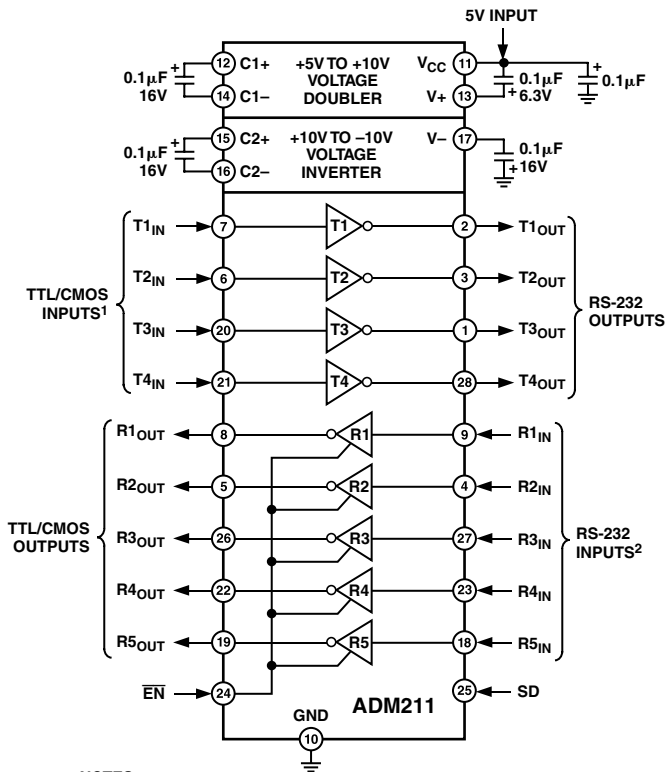 5V INPUT
12 C1+ +5V TO +10V VCC 11
0.1μF + VOLTAGE + 0.1μF + 0.1μF
16V 14 C1– DOUBLER V+ 13 6.3V
15 C2+ +10V TO –10V V– 17
0.1μF + VOLTAGE 0.1μF
16V 16 C2– INVERTER + 16V
T1IN 7 T1 2 T1OUT
T2IN 6 T2 3 T2OUT
TTL/CMOS RS-232
INPUTS1 OUTPUTS
T3IN 20 T3 1 T3OUT
T4IN 21 T4 28 T4OUT
R1OUT 8 R1 9 R1IN
R2OUT 5 R2 4 R2IN
TTL/CMOS RS-232
OUTPUTS INPUTS2
R3OUT 26 R3 27 R3IN
R4OUT 22 R4 23 R4IN
R5OUT 19 R5 18 R5IN
EN 24 25 SD
ADM211
GND
10